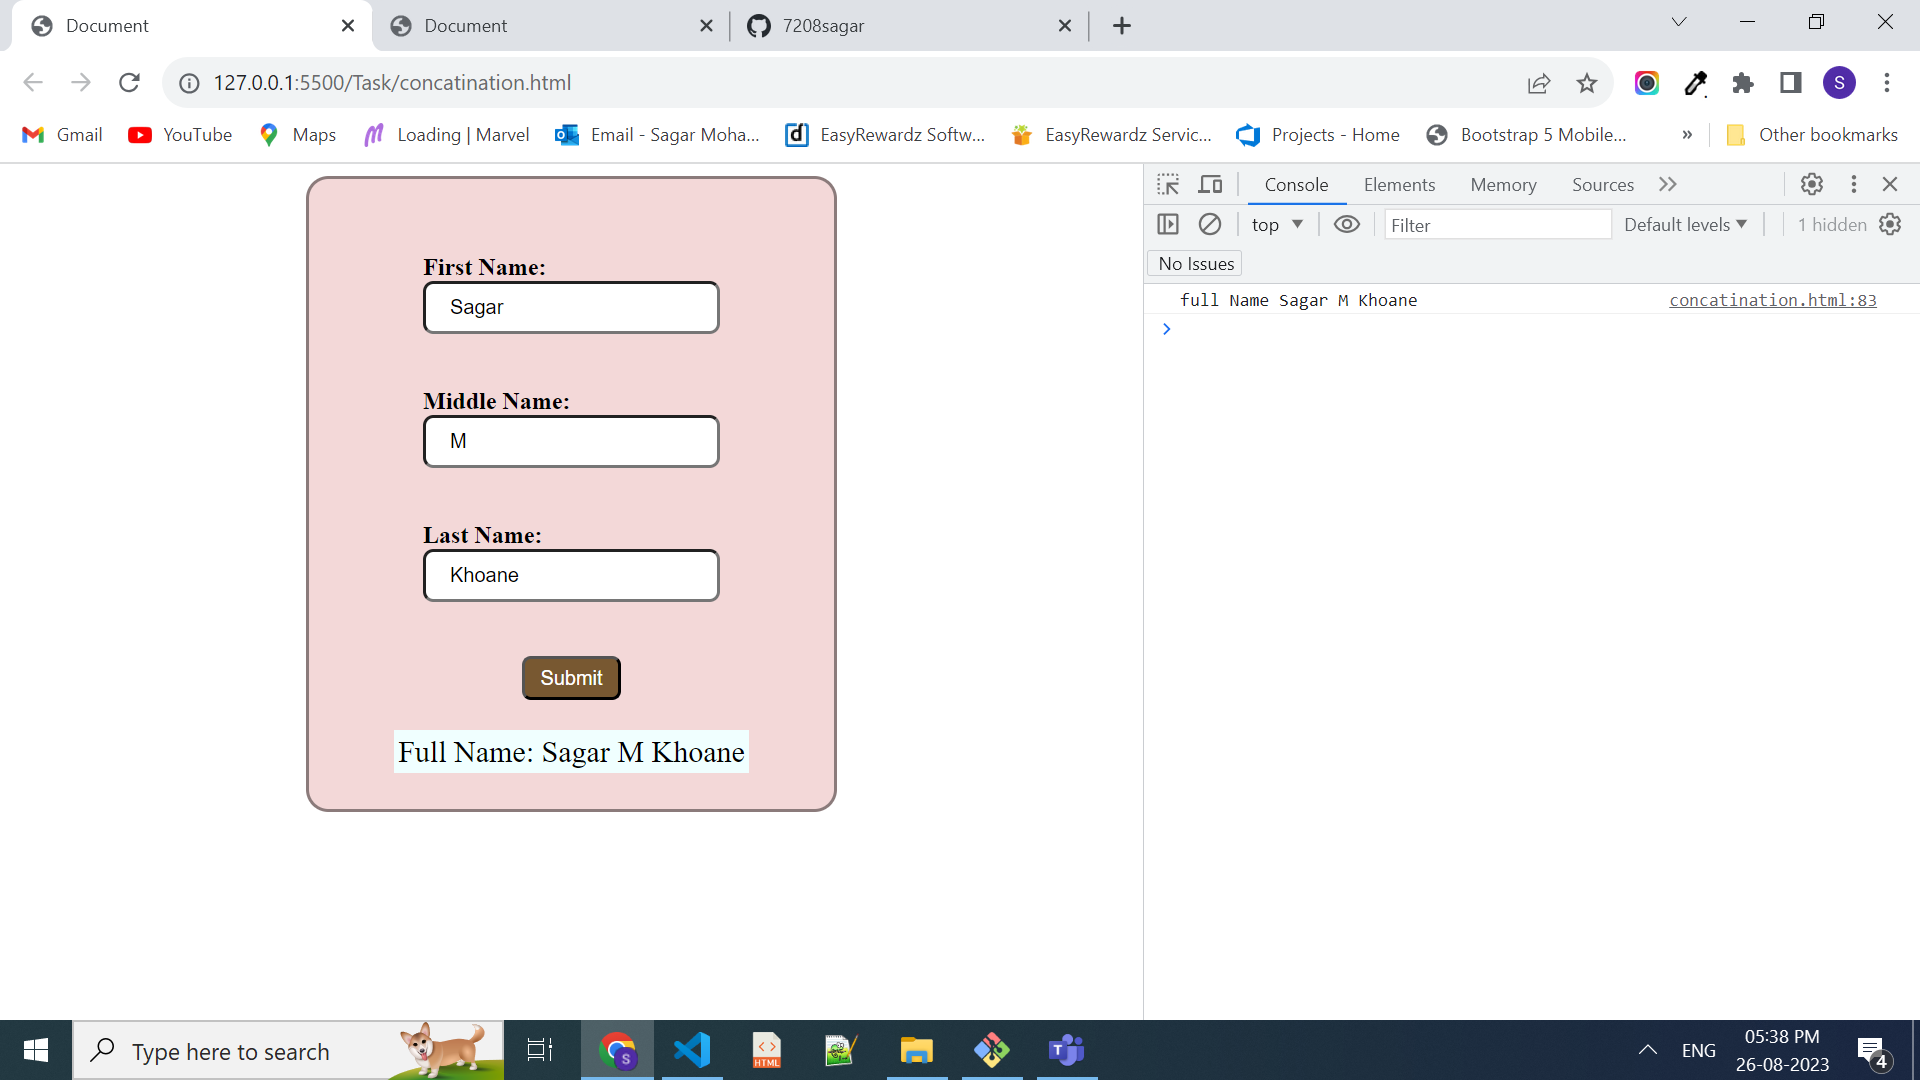 Document
Document
7208sagar
127.0.0.1:5500/Task/concatination.html
S
Gmail
YouTube
Maps
Loading | Marvel
Email - Sagar Moha...
EasyRewardz Softw...
EasyRewardz Servic...
Projects - Home
Bootstrap 5 Mobile...
»
Other bookmarks
First Name:
Sagar
Middle Name:
M
Last Name:
Khoane
Submit
Full Name: Sagar M Khoane
Console
Elements
Memory
Sources
top
Filter
Default levels
1 hidden
No Issues
full Name Sagar M Khoane
concatination.html:83
Type here to search
S
HTML
T
ENG
05:38 PM
26-08-2023
4